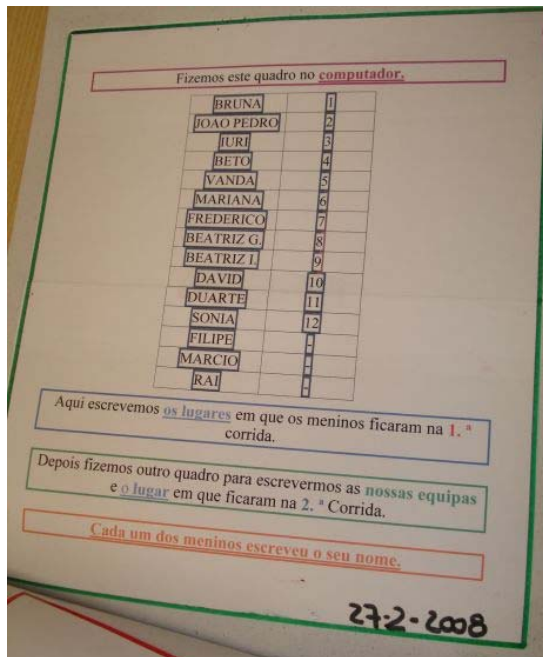 Fizemos este quadro no computador.
BRUNA 1
JOAO PEDRO 2
IURI 3
BETO 4
VANDA 5
MARIANA 6
FREDERICO 7
BEATRIZ G. 8
BEATRIZ I. 9
DAVID 10
DUARTE 11
SONIA 12
FILIPE -
MARCIO -
RAI -
Aqui escrevemos os lugares em que os meninos ficaram na 1. ª
corrida.
Depois fizemos outro quadro para escrevermos as nossas equipas
e o lugar em que ficaram na 2. ª Corrida.
Cada um dos meninos escreveu o seu nome.
27-2-2008